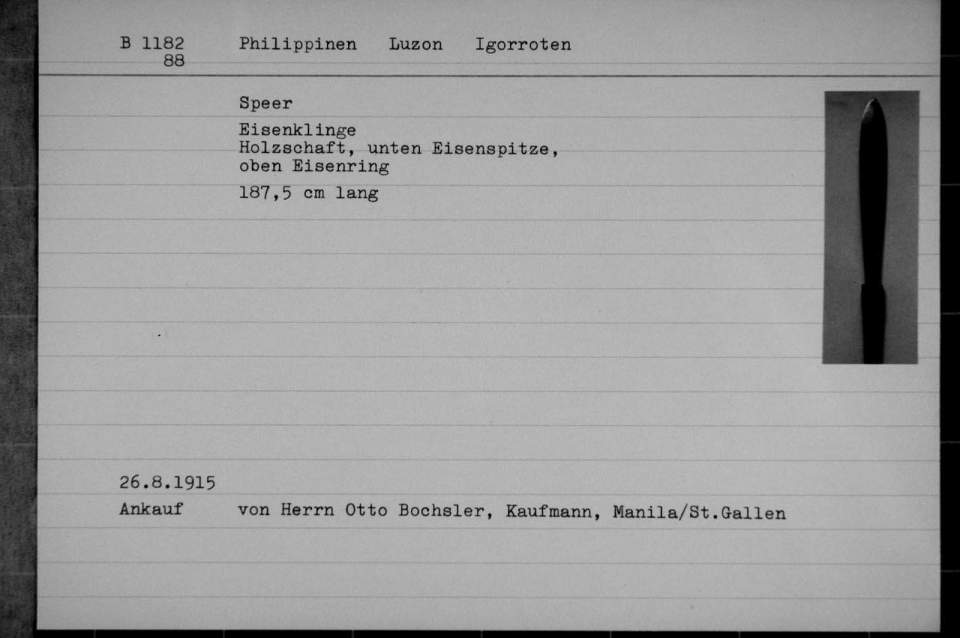 B 1182 Philippinen Luzon Igorroten
88
Speer
Eisenklinge
Holzschaft, unten Eisenspitze,
oben Eisenring
187,5 cm lang
26.8.1915
Ankauf von Herrn Otto Bochsler, Kaufmann, Manila/St.Gallen